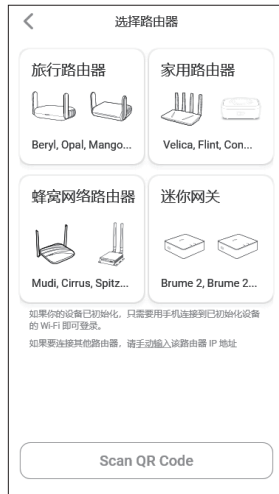 选择路由器
旅行路由器
家用路由器
Beryl, Opal, Mango...
Velica, Flint, Con...
蜂窝网络路由器
迷你网关
Mudi, Cirrus, Spitz...
Brume 2, Brume 2...
如果你的设备已初始化，只需要用手机连接到已初始化设备
的 Wi-Fi 即可登录。
如果要连接其他路由器，请手动输入该路由器 IP 地址
Scan QR Code